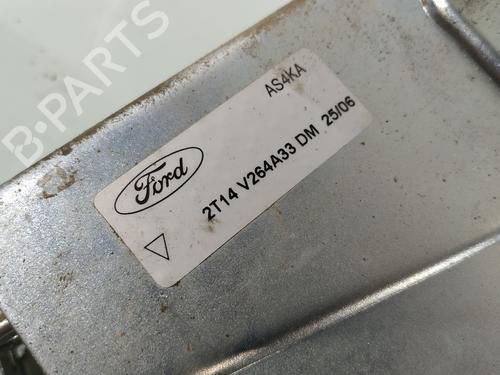 B-PARTS
AS4KA
Ford
2T14 V264A33 DM 25/06